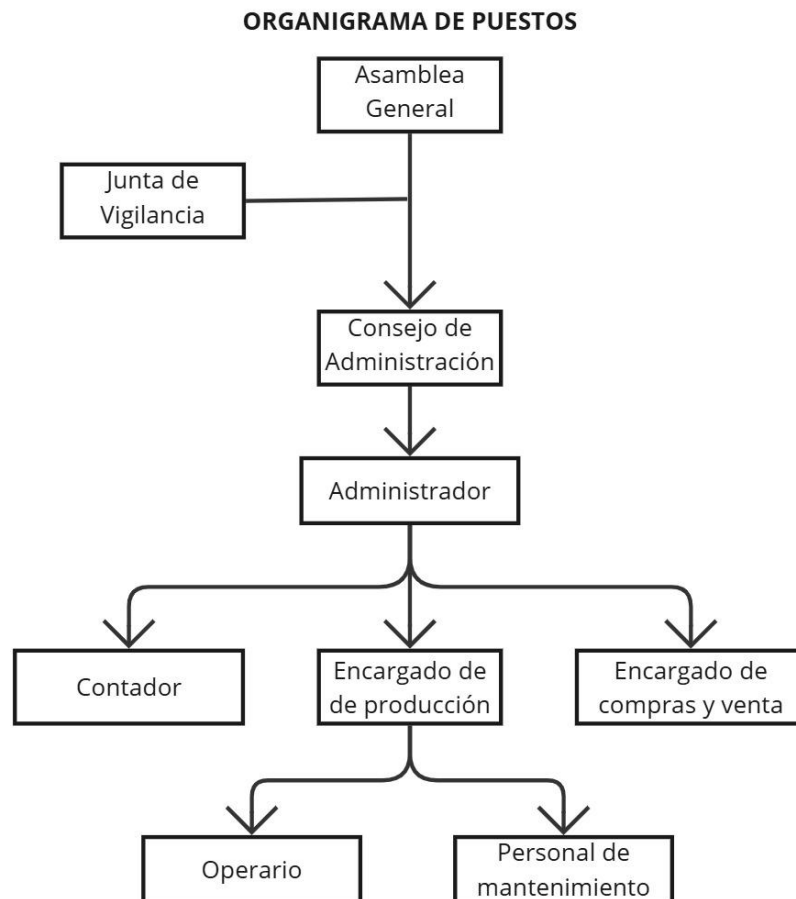 ORGANIGRAMA DE PUESTOS
Asamblea
General
Junta de
Vigilancia
Consejo de
Administración
Administrador
Contador
Encargado de
de producción
Encargado de
compras y venta
Operario
Personal de
mantenimiento